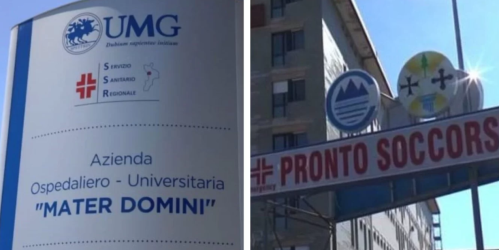 UMG
SERVIZIO
SANITARIO
REGIONALE
Azienda
Ospedaliero - Universitaria
"MATER DOMINI"
PRONTO SOCCORS